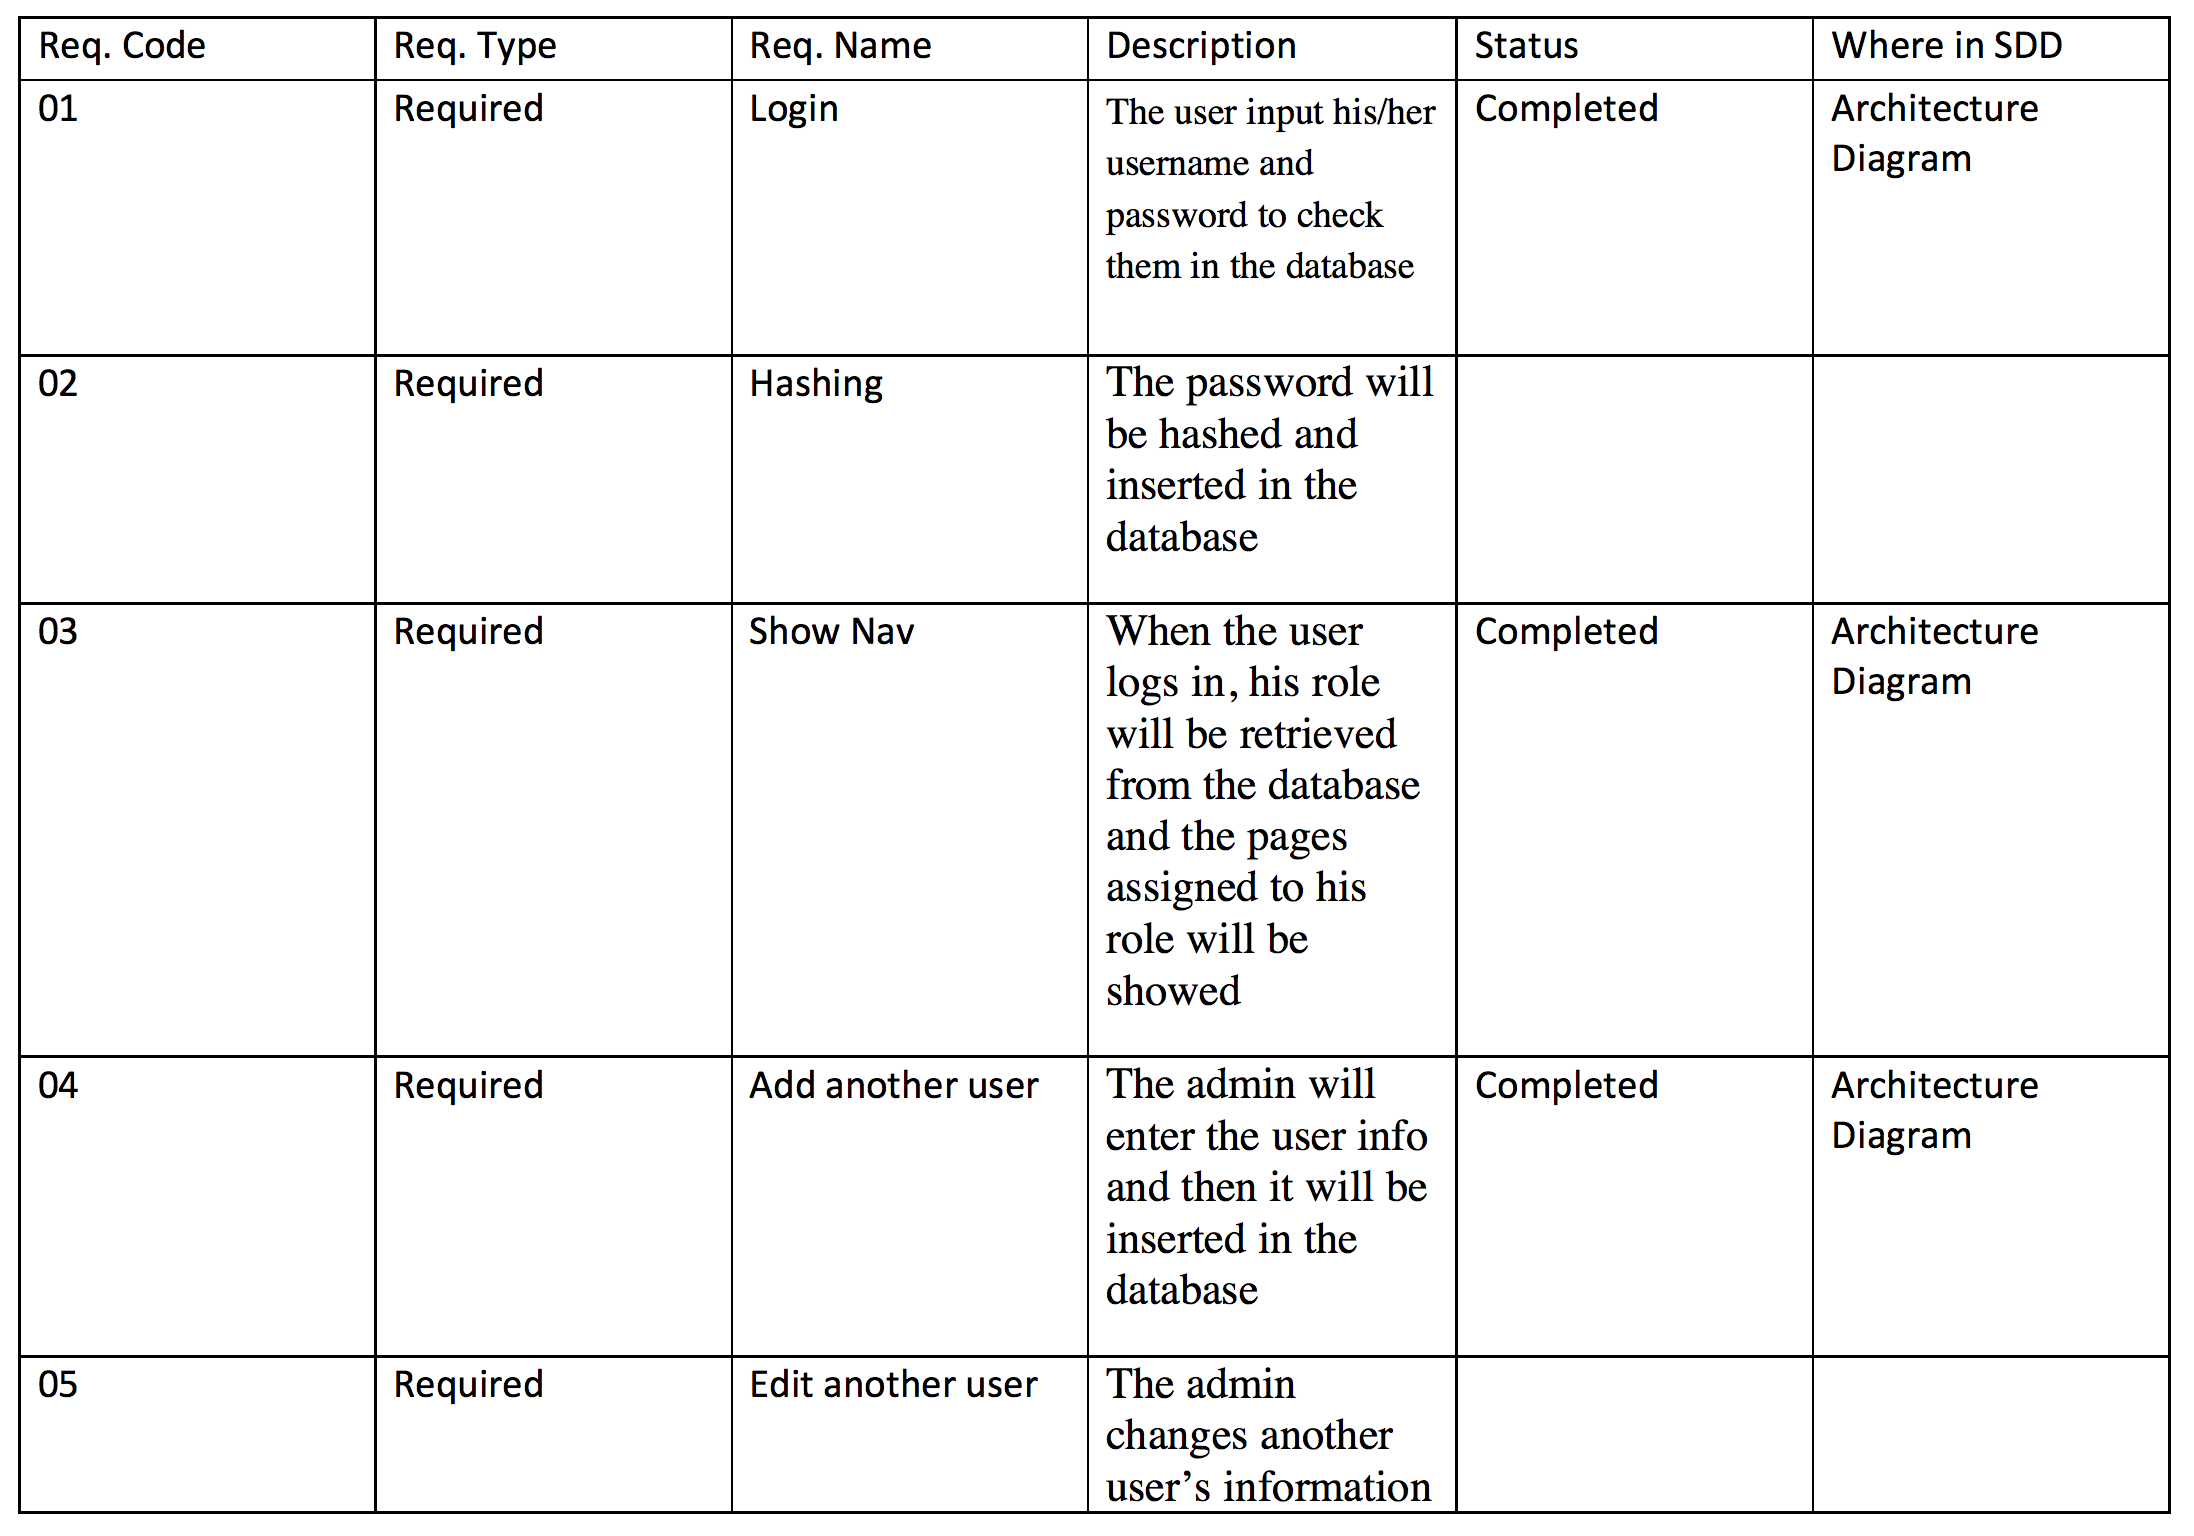 Req. Code Req. Type Req. Name Description Status Where in SDD
01 Required Login The user input his/her Completed Architecture
username and Diagram
password to check
them in the database
02 Required Hashing The password will
be hashed and
inserted in the
database
03 Required Show Nav When the user Completed Architecture
logs in, his role Diagram
will be retrieved
from the database
and the pages
assigned to his
role will be
showed
04 Required Add another user The admin will Completed Architecture
enter the user info Diagram
and then it will be
inserted in the
database
05 Required Edit another user The admin
changes another
user’s information